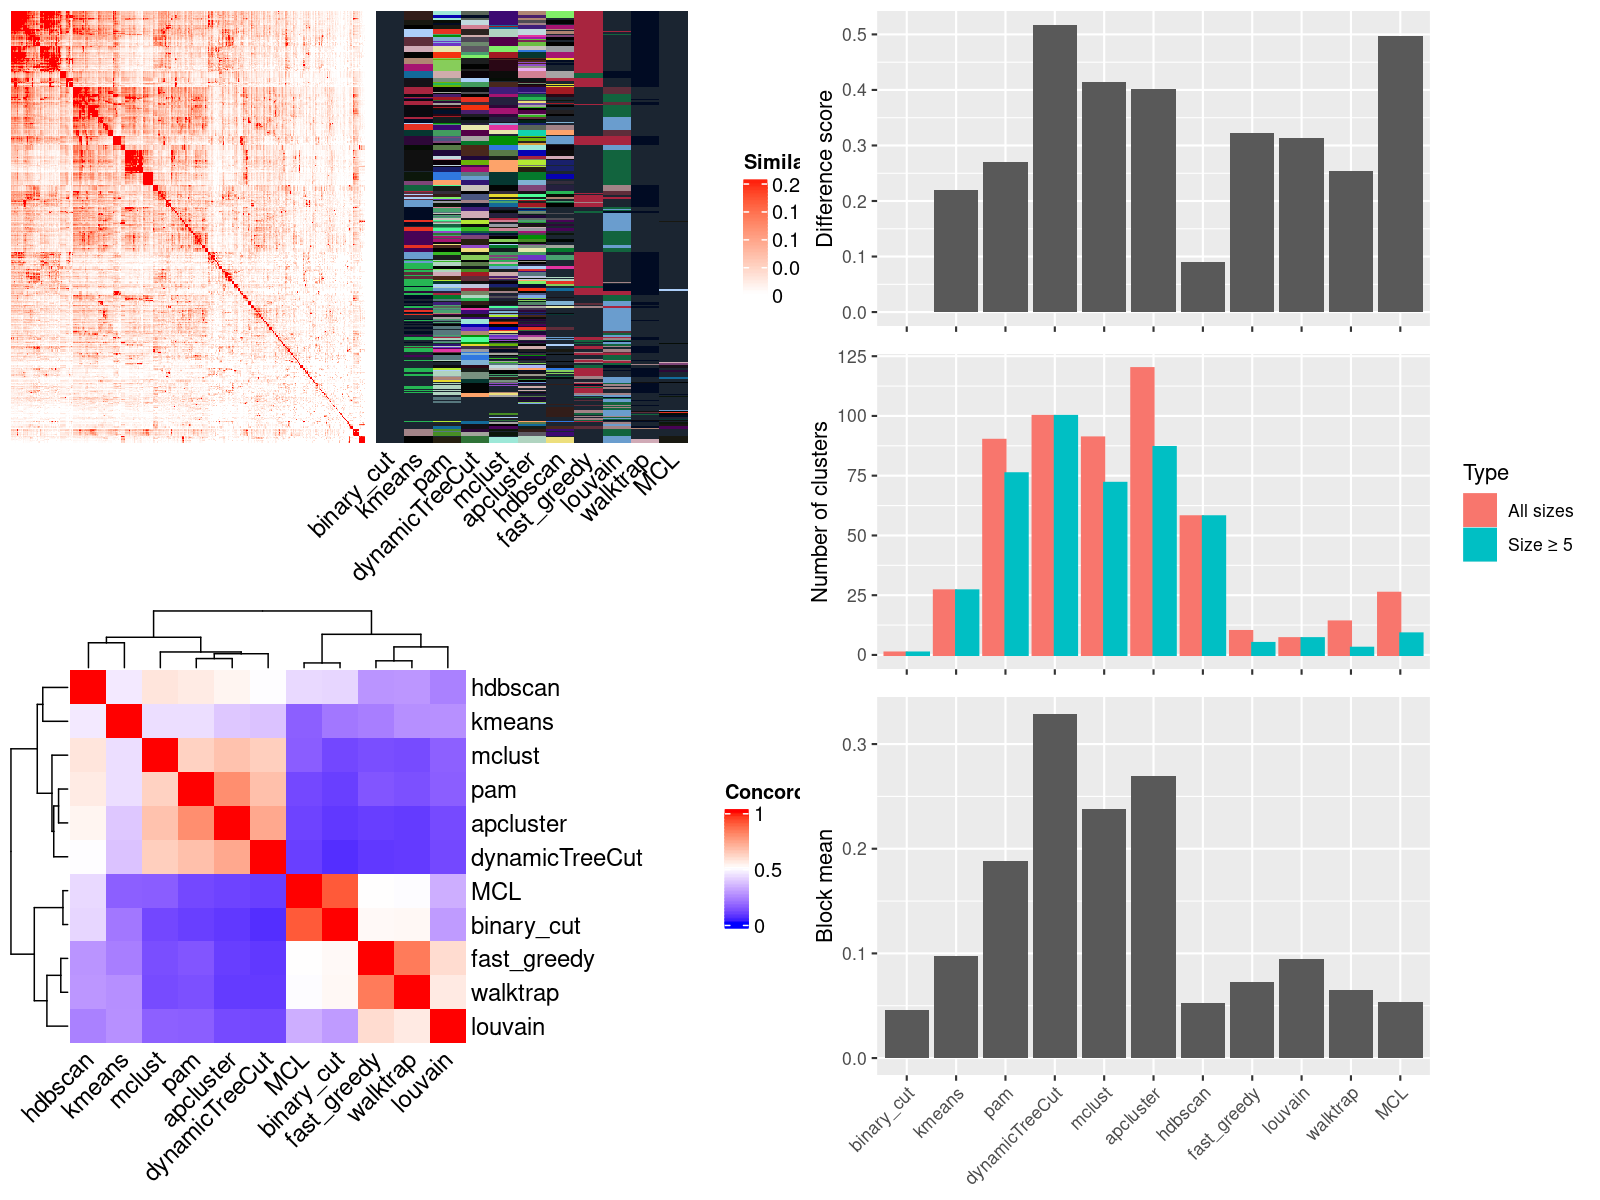 Simila
0.2
0.1
0.1
0.0
0
binary_cut
kmeans
pam
dynamicTreeCut
mclust
apcluster
hdbscan
fast_greedy
louvain
walktrap
MCL
hdbscan
kmeans
mclust
pam
apcluster
dynamicTreeCut
MCL
binary_cut
fast_greedy
walktrap
louvain
hdbscan
kmeans
mclust
pam
apcluster
dynamicTreeCut
MCL
binary_cut
fast_greedy
walktrap
louvain
Concord
1
0.5
0
Difference score
0.5
0.4
0.3
0.2
0.1
0.0
Number of clusters
125
100
75
50
25
0
Type
All sizes
Size ≥ 5
Block mean
0.3
0.2
0.1
0.0
binary_cut
kmeans
pam
dynamicTreeCut
mclust
apcluster
hdbscan
fast_greedy
louvain
walktrap
MCL